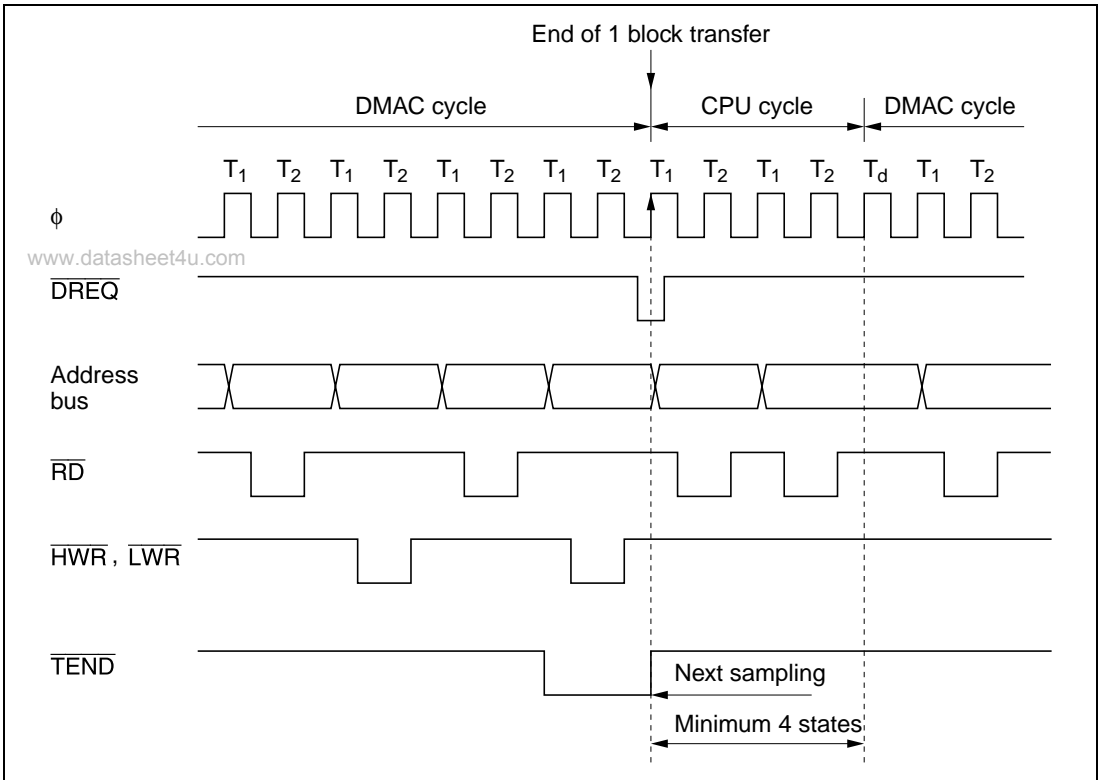 End of 1 block transfer
DMAC cycle CPU cycle DMAC cycle
T1 T2 T1 T2 T1 T2 T1 T2 T1 T2 T1 T2 Td T1 T2
ϕ
www.datasheet4u.com
DREQ
Address
bus
RD
HWR, LWR
TEND
Next sampling
Minimum 4 states